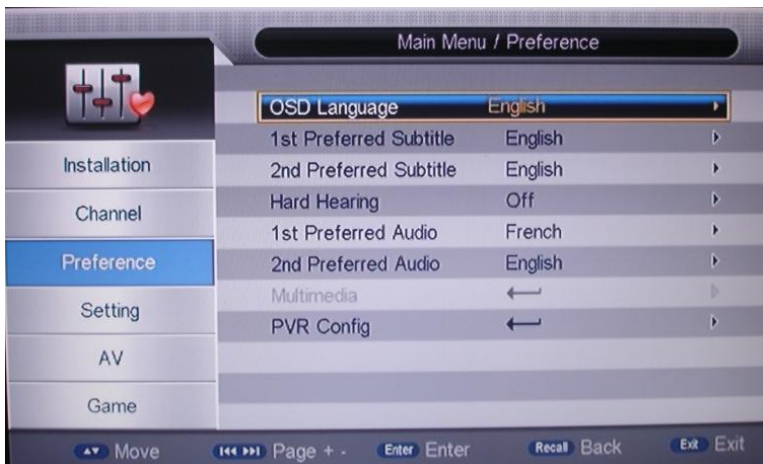 Main Menu / Preference
OSD Language English
1st Preferred Subtitle English
2nd Preferred Subtitle English
Hard Hearing Off
1st Preferred Audio French
2nd Preferred Audio English
Multimedia
PVR Config
Installation
Channel
Preference
Setting
AV
Game
Move Page + - Enter Enter Recall Back Exit Exit